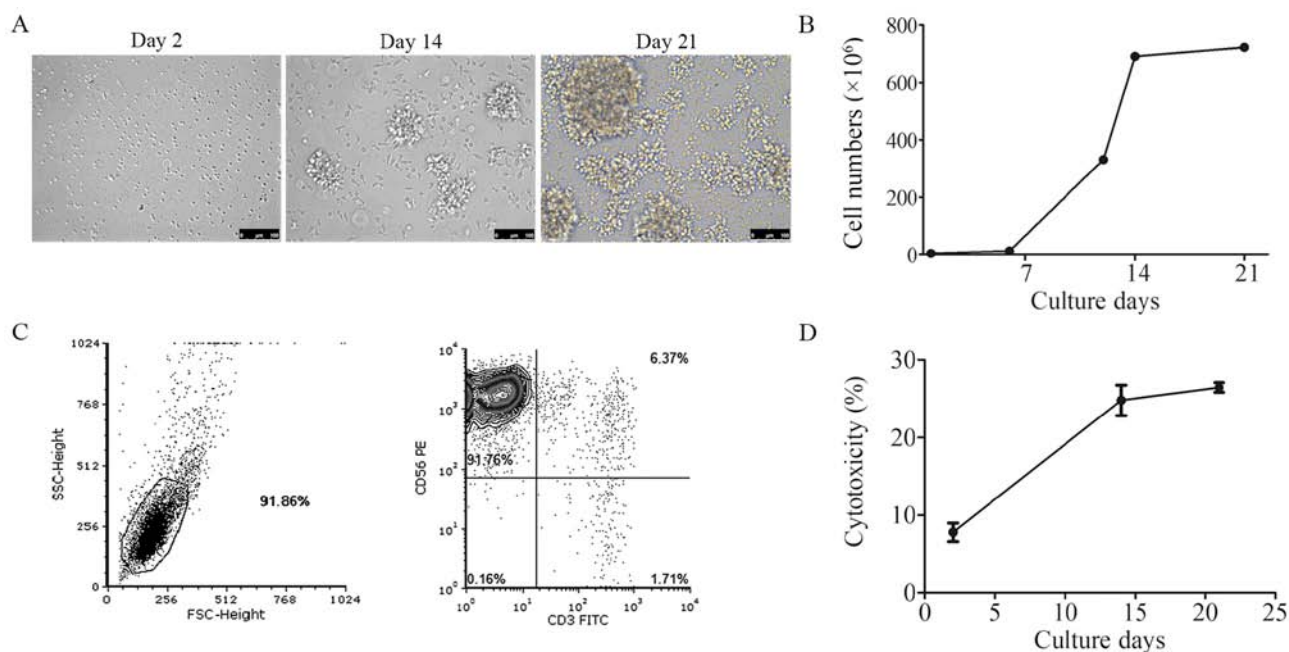 A
Day 2
Day 14
Day 21
B
Cell numbers (×10⁶)
800
600
400
200
0
7
14
21
Culture days
C
SSC-Height
1024
768
512
256
0
91.86%
0
256
512
768
1024
FSC-Height
CD56 PE
10⁴
10³
10²
10¹
10⁰
6.37%
91.76%
0.16%
1.71%
10⁰
10¹
10²
10³
10⁴
CD3 FITC
D
Cytotoxicity (%)
30
20
10
0
0
5
10
15
20
25
Culture days